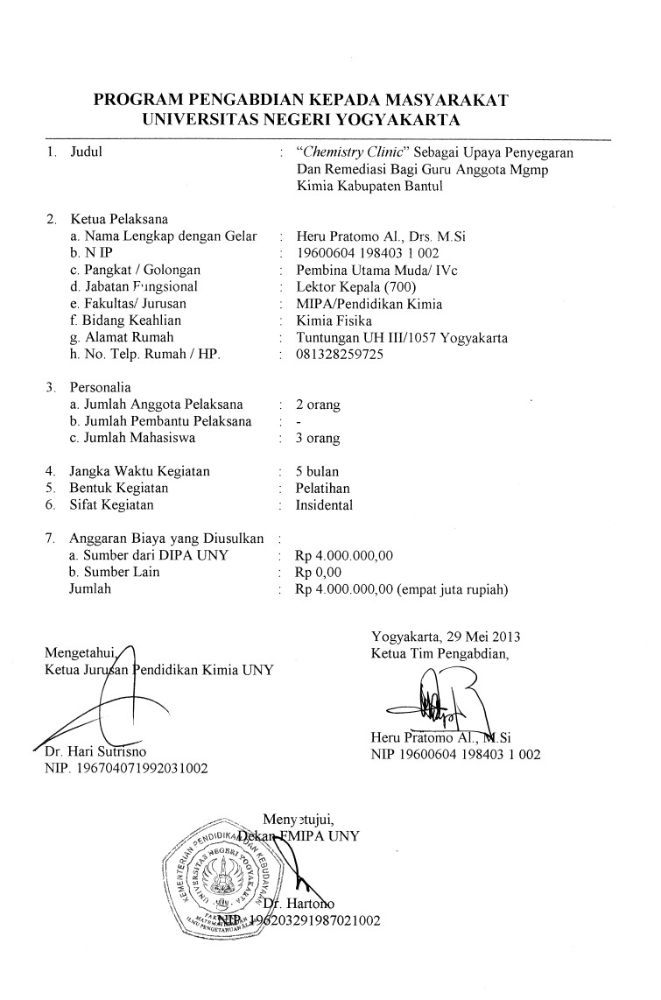 PROGRAM PENGABDIAN KEPADA MASYARAKAT
UNIVERSITAS NEGERI YOGYAKARTA
1. Judul : “Chemistry Clinic” Sebagai Upaya Penyegaran
Dan Remediasi Bagi Guru Anggota Mgmp
Kimia Kabupaten Bantul
2. Ketua Pelaksana
a. Nama Lengkap dengan Gelar : Heru Pratomo Al., Drs. M.Si
b. N IP : 19600604 198403 1 002
c. Pangkat / Golongan : Pembina Utama Muda/ IVc
d. Jabatan Fungsional : Lektor Kepala (700)
e. Fakultas/ Jurusan : MIPA/Pendidikan Kimia
f. Bidang Keahlian : Kimia Fisika
g. Alamat Rumah : Tuntungan UH III/1057 Yogyakarta
h. No. Telp. Rumah / HP. : 081328259725
3. Personalia
a. Jumlah Anggota Pelaksana : 2 orang
b. Jumlah Pembantu Pelaksana : -
c. Jumlah Mahasiswa : 3 orang
4. Jangka Waktu Kegiatan : 5 bulan
5. Bentuk Kegiatan : Pelatihan
6. Sifat Kegiatan : Insidental
7. Anggaran Biaya yang Diusulkan :
a. Sumber dari DIPA UNY : Rp 4.000.000,00
b. Sumber Lain : Rp 0,00
Jumlah : Rp 4.000.000,00 (empat juta rupiah)
Yogyakarta, 29 Mei 2013
Mengetahui,
Ketua Tim Pengabdian,
Ketua Jurusan Pendidikan Kimia UNY
Heru Pratomo Al., M.Si
NIP 19600604 198403 1 002
Dr. Hari Sutrisno
NIP. 196704071992031002
Menyetujui,
Dekan FMIPA UNY
KEMENTERIAN PENDIDIKAN DAN KEBUDAYAAN
UNIVERSITAS NEGERI YOGYAKARTA
FAKULTAS
MATEMATIKA DAN
ILMU PENGETAHUAN ALAM
Dr. Hartono
NIP. 196203291987021002